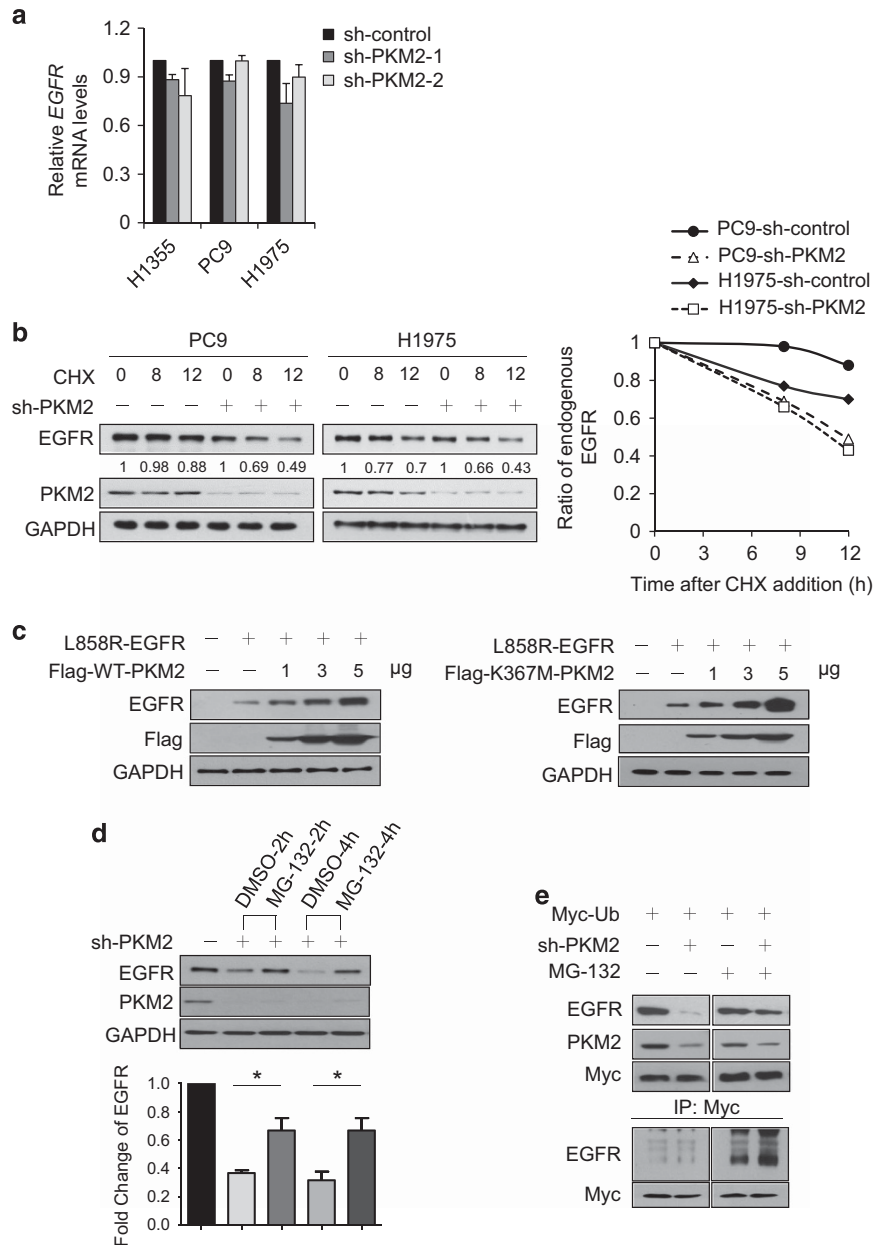 a
1.2
0.9
0.6
0.3
0
Relative EGFR
mRNA levels
sh-control
sh-PKM2-1
sh-PKM2-2
H1355
PC9
H1975
b
PC9
H1975
CHX 0 8 12 0 8 12 0 8 12 0 8 12
sh-PKM2 — — — + + + — — — + + +
EGFR
1 0.98 0.88 1 0.69 0.49 1 0.77 0.7 1 0.66 0.43
PKM2
GAPDH
PC9-sh-control
PC9-sh-PKM2
H1975-sh-control
H1975-sh-PKM2
Ratio of endogenous
EGFR
1
0.8
0.6
0.4
0.2
0
0 3 6 9 12
Time after CHX addition (h)
c
L858R-EGFR — + + + +
Flag-WT-PKM2 — — 1 3 5 μg
EGFR
Flag
GAPDH
L858R-EGFR — + + + +
Flag-K367M-PKM2 — — 1 3 5 μg
EGFR
Flag
GAPDH
d
DMSO-2h
MG-132-2h
DMSO-4h
MG-132-4h
sh-PKM2 — + + + +
EGFR
PKM2
GAPDH
Fold Change of EGFR
1.0
0.8
0.6
0.4
0.2
0.0
* *
e
Myc-Ub + + + +
sh-PKM2 — + — +
MG-132 — — + +
EGFR
PKM2
Myc
IP: Myc
EGFR
Myc